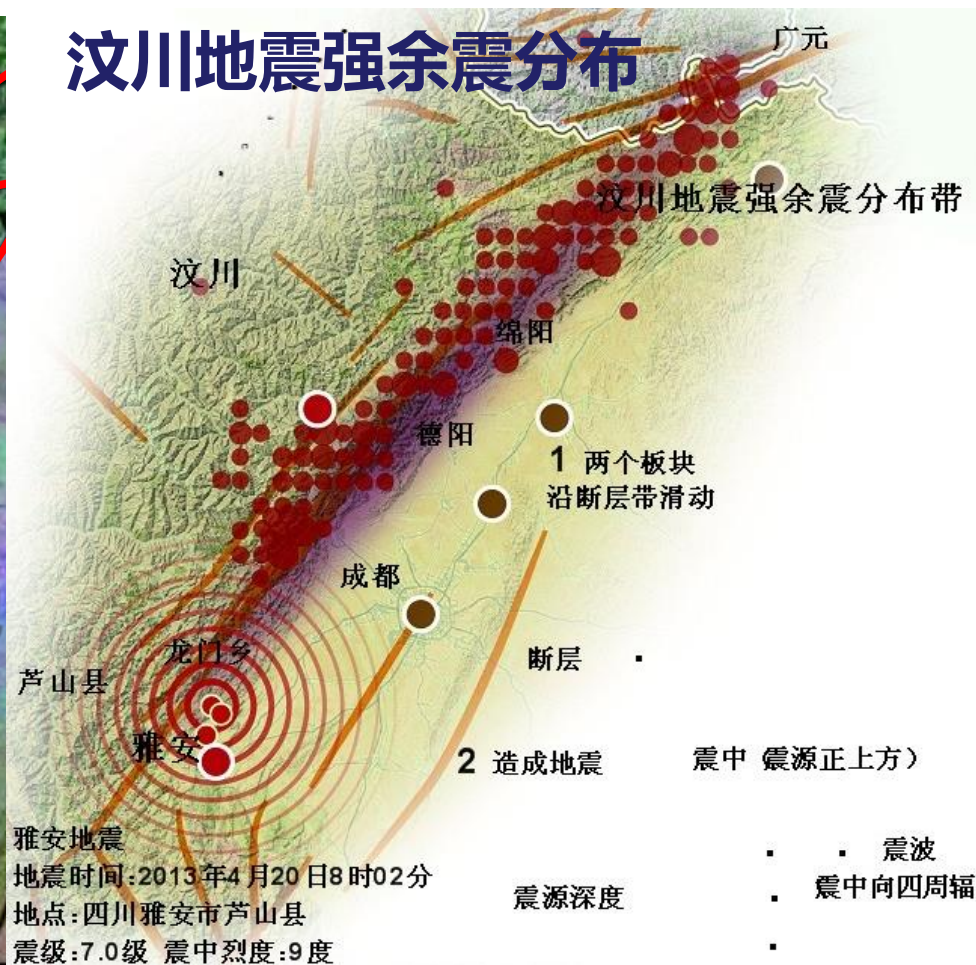 汶川地震强余震分布
广元
汶川地震强余震分布带
汶川
绵阳
德阳
1 两个板块
沿断层带滑动
成都
龙门乡
断层
芦山县
雅安
2 造成地震
震中 震源正上方）
雅安地震
地震时间:2013年4月20日8时02分
地点:四川雅安市芦山县
震级:7.0级 震中烈度:9度
震源深度
震波
震中向四周辐